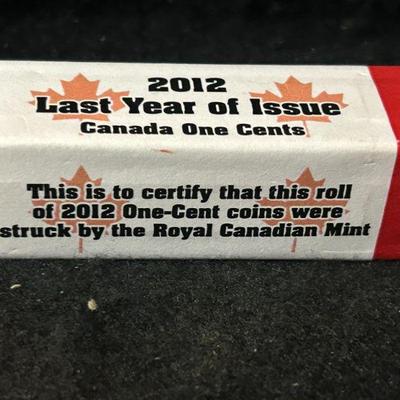 2012
Last Year of Issue
Canada One Cents
This is to certify that this roll
of 2012 One-Cent coins were
struck by the Royal Canadian Mint